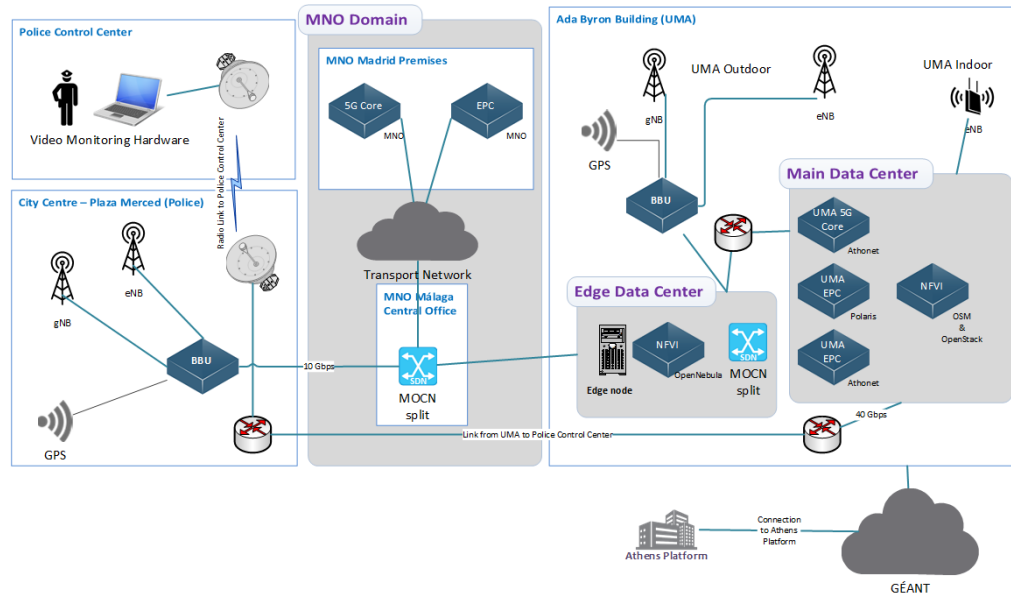 Police Control Center
Video Monitoring Hardware
Radio Link to Police Control Center
City Centre – Plaza Merced (Police)
eNB
gNB
BBU
GPS
10 Gbps
MNO Domain
MNO Madrid Premises
5G Core
MNO
EPC
MNO
Transport Network
MNO Málaga
Central Office
SDN
MOCN
split
Link from UMA to Police Control Center
Ada Byron Building (UMA)
UMA Outdoor
gNB
eNB
UMA Indoor
eNB
GPS
BBU
Edge Data Center
Edge node
NFVI
OpenNebula
SDN
MOCN
split
Main Data Center
UMA 5G
Core
Athonet
UMA
EPC
Polaris
UMA
EPC
Athonet
NFVI
OSM
&
OpenStack
40 Gbps
Athens Platform
Connection
to Athens
Platform
GÉANT